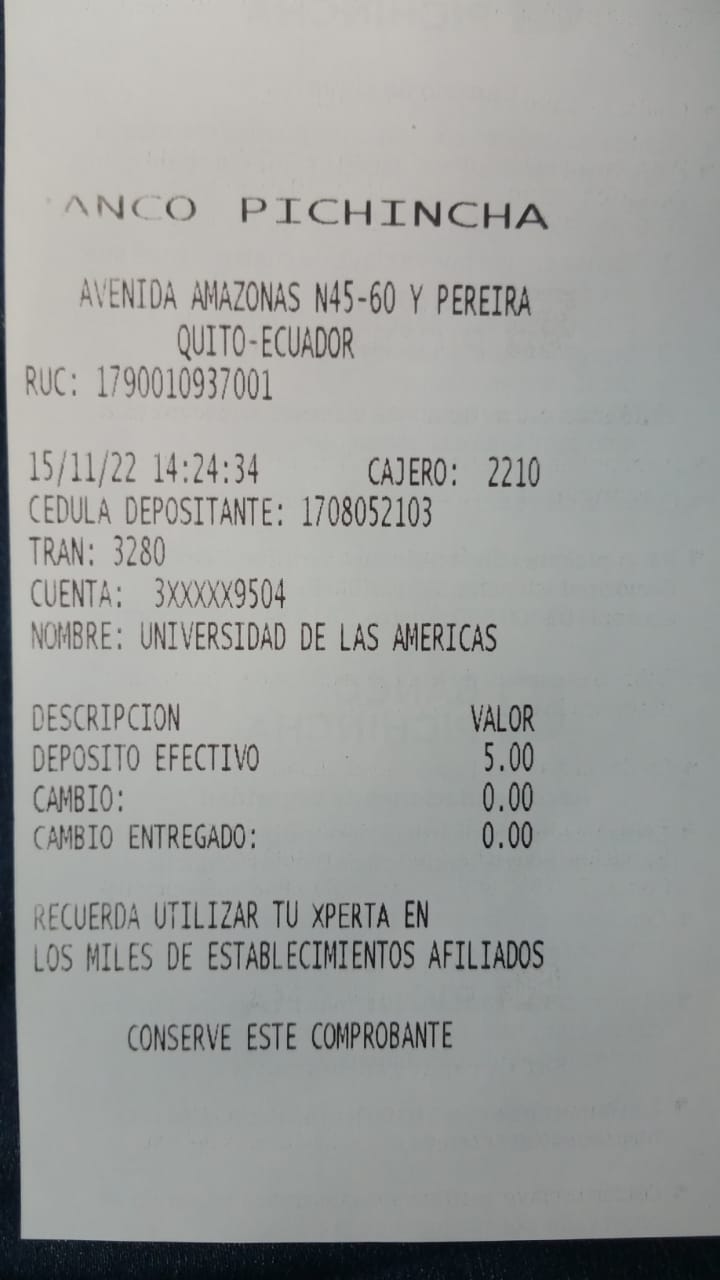 BANCO PICHINCHA
AVENIDA AMAZONAS N45-60 Y PEREIRA
QUITO-ECUADOR
RUC: 1790010937001
15/11/22 14:24:34 CAJERO: 2210
CEDULA DEPOSITANTE: 1708052103
TRAN: 3280
CUENTA: 3XXXXX9504
NOMBRE: UNIVERSIDAD DE LAS AMERICAS
DESCRIPCION VALOR
DEPOSITO EFECTIVO 5.00
CAMBIO: 0.00
CAMBIO ENTREGADO: 0.00
RECUERDA UTILIZAR TU XPERTA EN
LOS MILES DE ESTABLECIMIENTOS AFILIADOS
CONSERVE ESTE COMPROBANTE